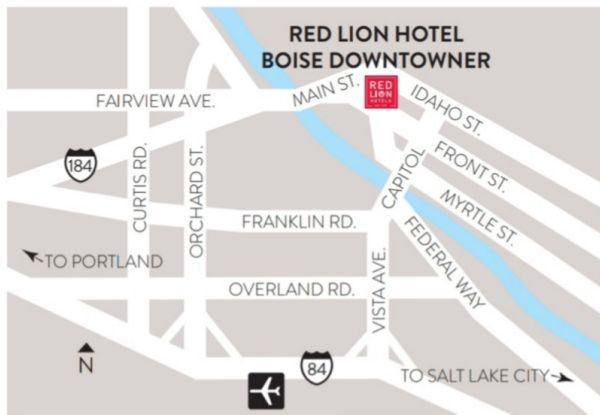 RED LION HOTEL
BOISE DOWNTOWNER
RED
LION
HOTELS
MAIN ST.
IDAHO ST.
FAIRVIEW AVE.
184
CURTIS RD.
ORCHARD ST.
CAPITOL
FRONT ST.
MYRTLE ST.
FRANKLIN RD.
FEDERAL WAY
TO PORTLAND
VISTA AVE.
OVERLAND RD.
N
84
TO SALT LAKE CITY